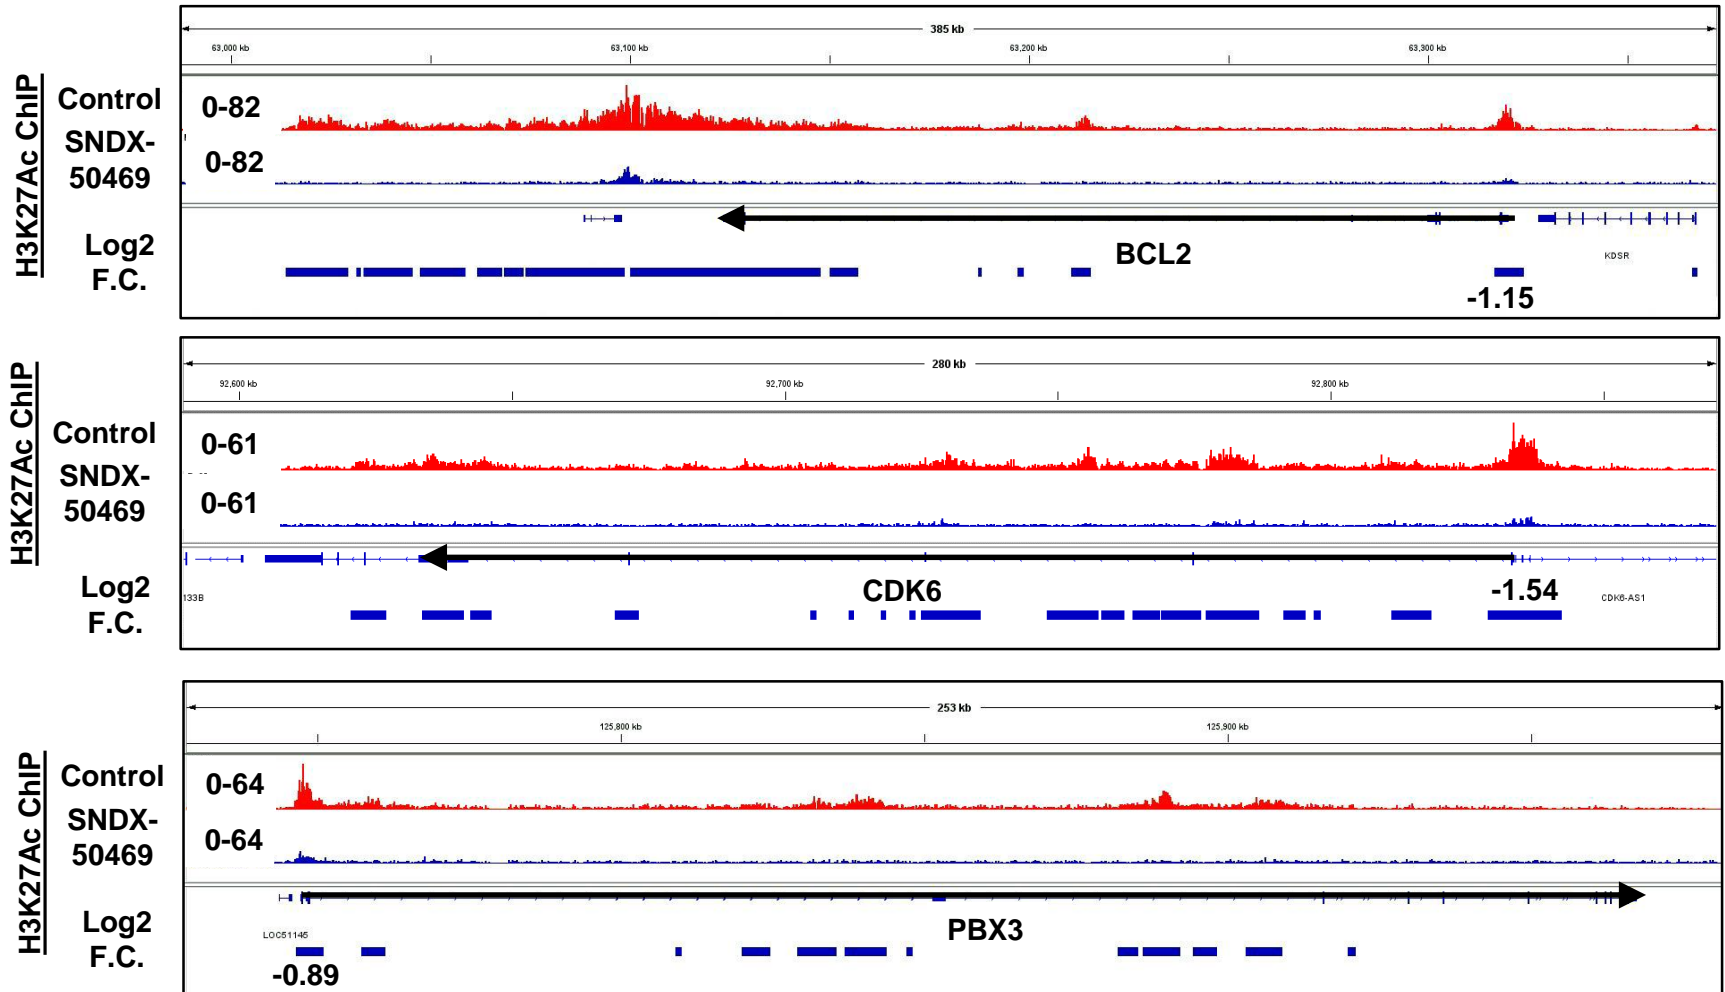 385 kb
63,000 kb 63,100 kb 63,200 kb 63,300 kb
H3K27Ac ChIP
Control 0-82
SNDX-
50469 0-82
Log2
F.C.
BCL2
KDSR
-1.15
280 kb
92,600 kb 92,700 kb 92,800 kb
H3K27Ac ChIP
Control 0-61
SNDX-
50469 0-61
Log2
F.C.
133B
CDK6
-1.54
CDK6-AS1
253 kb
125,800 kb 125,900 kb
H3K27Ac ChIP
Control 0-64
SNDX-
50469 0-64
Log2
F.C.
LOC51145
PBX3
-0.89